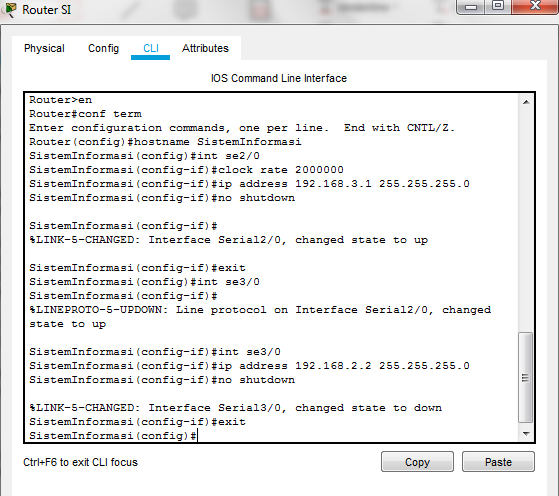 Router SI
Physical Config CLI Attributes
IOS Command Line Interface
Router>en
Router#conf term
Enter configuration commands, one per line.  End with CNTL/Z.
Router(config)#hostname SistemInformasi
SistemInformasi(config)#int se2/0
SistemInformasi(config-if)#clock rate 2000000
SistemInformasi(config-if)#ip address 192.168.3.1 255.255.255.0
SistemInformasi(config-if)#no shutdown
SistemInformasi(config-if)#
%LINK-5-CHANGED: Interface Serial2/0, changed state to up
SistemInformasi(config-if)#exit
SistemInformasi(config)#int se3/0
SistemInformasi(config-if)#
%LINEPROTO-5-UPDOWN: Line protocol on Interface Serial2/0, changed
state to up
SistemInformasi(config-if)#int se3/0
SistemInformasi(config-if)#ip address 192.168.2.2 255.255.255.0
SistemInformasi(config-if)#no shutdown
%LINK-5-CHANGED: Interface Serial3/0, changed state to down
SistemInformasi(config-if)#exit
SistemInformasi(config)#
Ctrl+F6 to exit CLI focus
Copy Paste